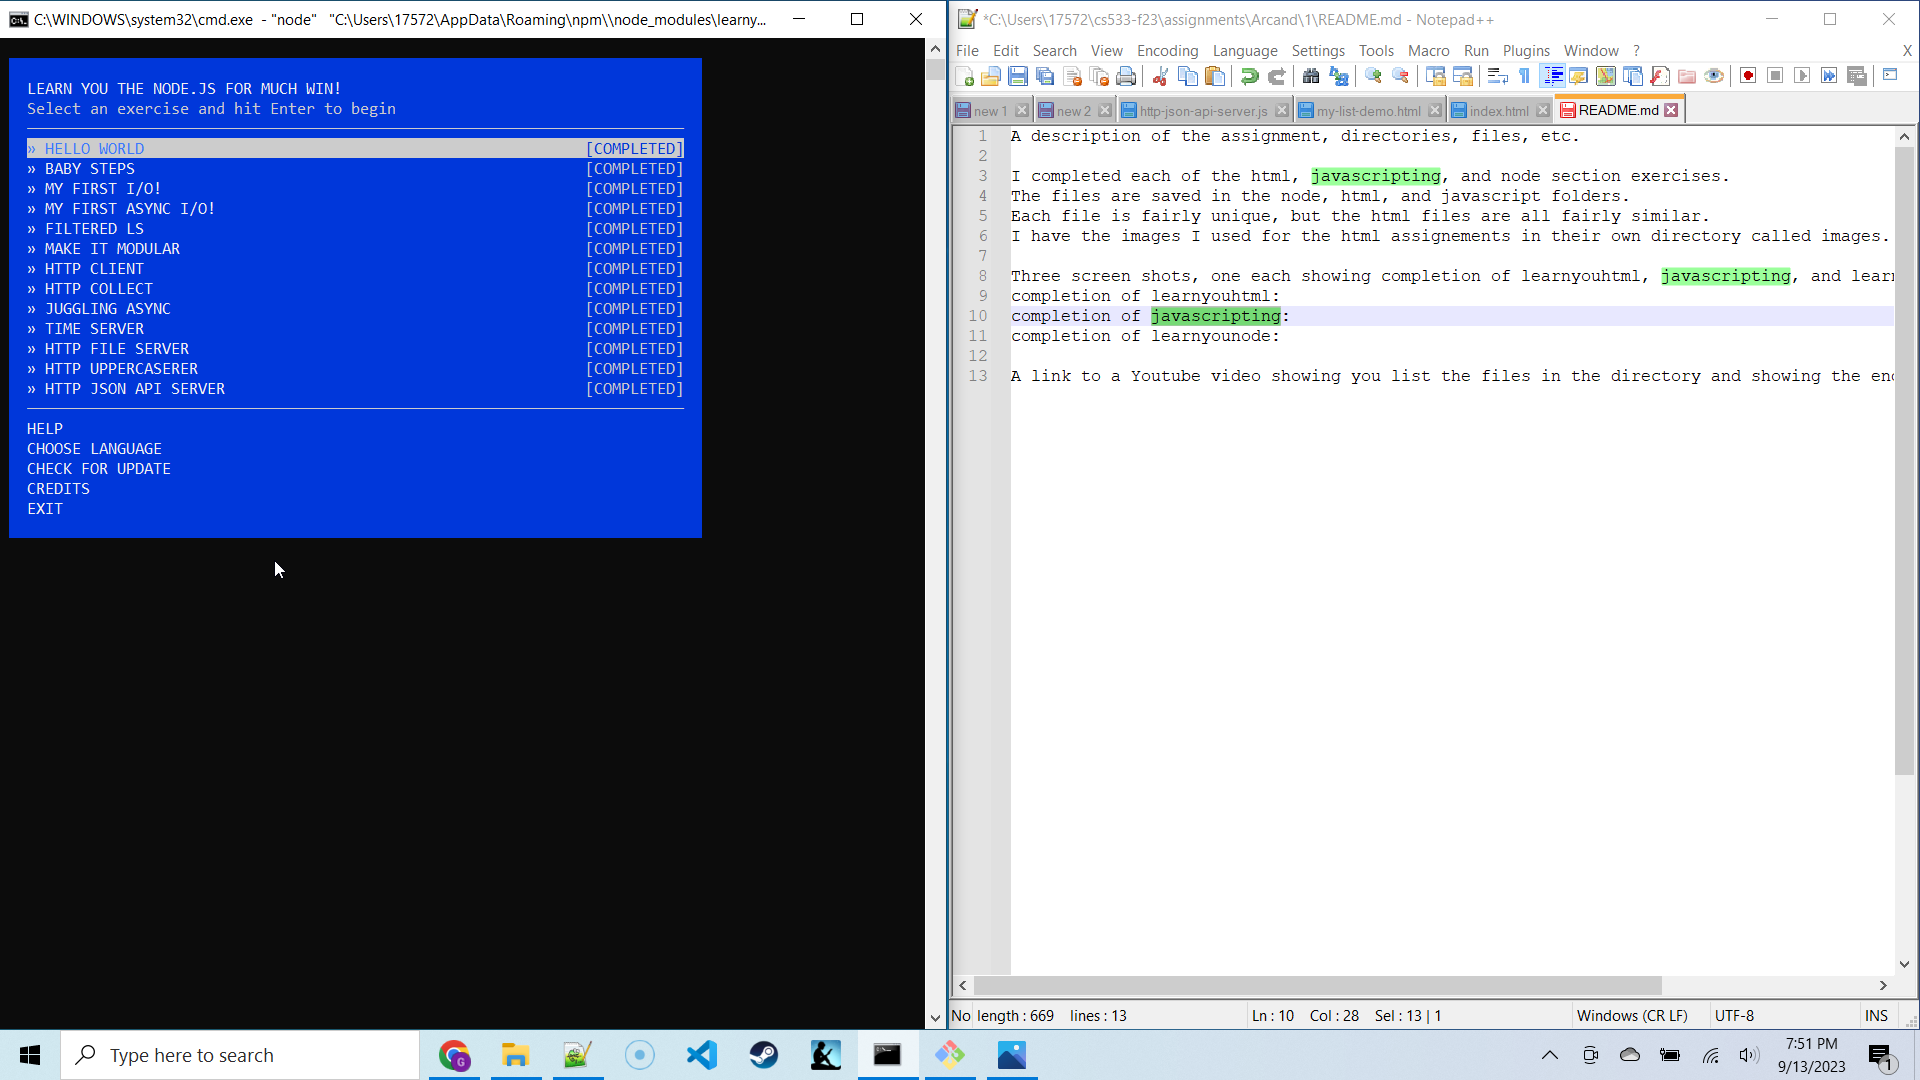 C:\WINDOWS\system32\cmd.exe - "node" "C:\Users\17572\AppData\Roaming\npm\\node_modules\learny...
LEARN YOU THE NODE.JS FOR MUCH WIN!
Select an exercise and hit Enter to begin
» HELLO WORLD [COMPLETED]
» BABY STEPS [COMPLETED]
» MY FIRST I/O! [COMPLETED]
» MY FIRST ASYNC I/O! [COMPLETED]
» FILTERED LS [COMPLETED]
» MAKE IT MODULAR [COMPLETED]
» HTTP CLIENT [COMPLETED]
» HTTP COLLECT [COMPLETED]
» JUGGLING ASYNC [COMPLETED]
» TIME SERVER [COMPLETED]
» HTTP FILE SERVER [COMPLETED]
» HTTP UPPERCASERER [COMPLETED]
» HTTP JSON API SERVER [COMPLETED]
HELP
CHOOSE LANGUAGE
CHECK FOR UPDATE
CREDITS
EXIT
*C:\Users\17572\cs533-f23\assignments\Arcand\1\README.md - Notepad++
File Edit Search View Encoding Language Settings Tools Macro Run Plugins Window ? X
new 1 new 2 http-json-api-server.js my-list-demo.html index.html README.md
1 A description of the assignment, directories, files, etc.
2
3 I completed each of the html, javascripting, and node section exercises.
4 The files are saved in the node, html, and javascript folders.
5 Each file is fairly unique, but the html files are all fairly similar.
6 I have the images I used for the html assignements in their own directory called images.
7
8 Three screen shots, one each showing completion of learnyouhtml, javascripting, and lear
9 completion of learnyouhtml:
10 completion of javascripting:
11 completion of learnyounode:
12
13 A link to a Youtube video showing you list the files in the directory and showing the en
No length : 669 lines : 13 Ln : 10 Col : 28 Sel : 13 | 1 Windows (CR LF) UTF-8 INS
Type here to search
G
7:51 PM
9/13/2023
1